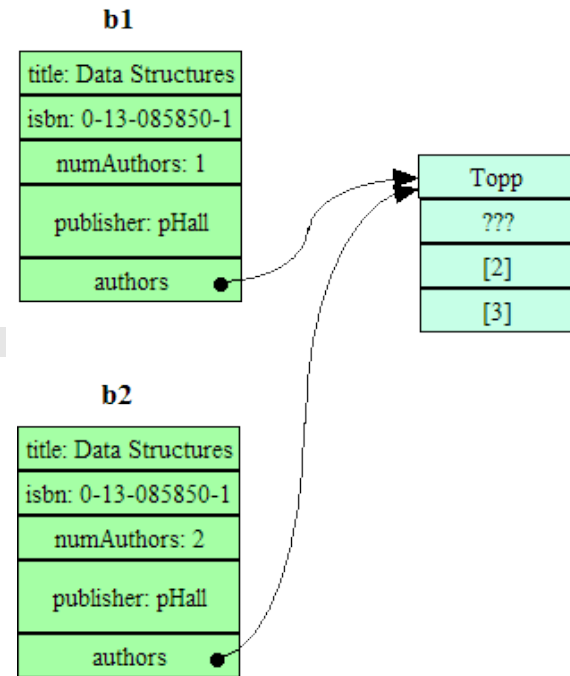 b1
title: Data Structures
isbn: 0-13-085850-1
numAuthors: 1
publisher: pHall
authors
Topp
???
[2]
[3]
b2
title: Data Structures
isbn: 0-13-085850-1
numAuthors: 2
publisher: pHall
authors